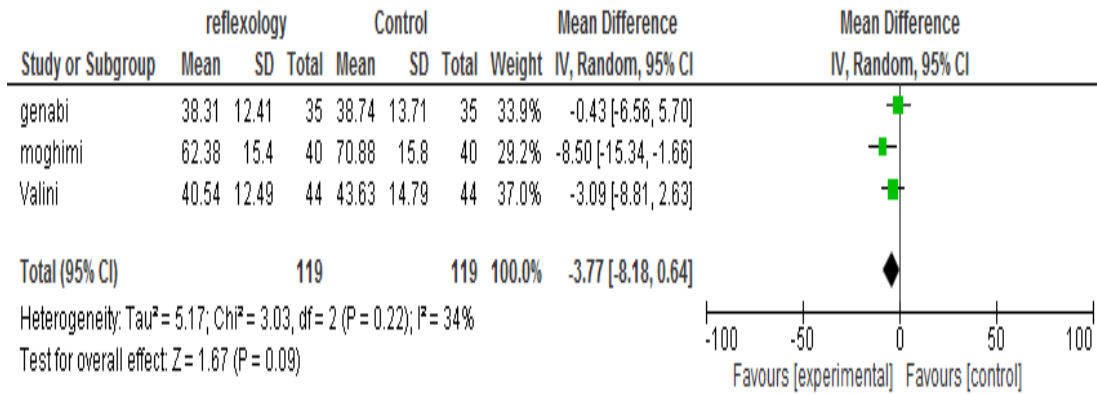 reflexology Control Mean Difference Mean Difference
Study or Subgroup Mean SD Total Mean SD Total Weight IV, Random, 95% CI IV, Random, 95% CI
genabi 38.31 12.41 35 38.74 13.71 35 33.9% -0.43 [-6.56, 5.70]
moghimi 62.38 15.4 40 70.88 15.8 40 29.2% -8.50 [-15.34, -1.66]
Valini 40.54 12.49 44 43.63 14.79 44 37.0% -3.09 [-8.81, 2.63]
Total (95% CI) 119 119 100.0% -3.77 [-8.18, 0.64]
Heterogeneity: Tau² = 5.17; Chi² = 3.03, df = 2 (P = 0.22); I² = 34%
Test for overall effect: Z = 1.67 (P = 0.09)
-100 -50 0 50 100
Favours [experimental] Favours [control]